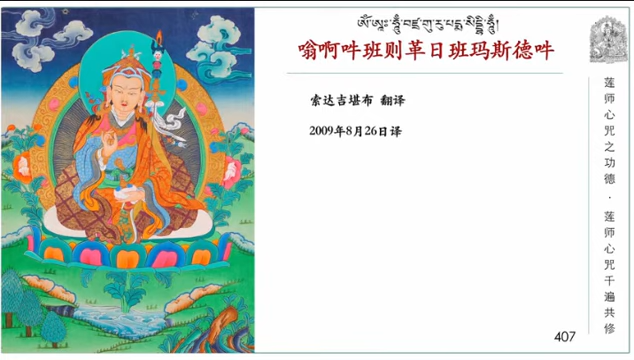 ༀ་ཨཱཿ་ཧཱུྃ་བཛྲ་གུ་རུ་པདྨ་སིདྡྷི་ཧཱུྃ།
嗡啊吽班则革日班玛斯德吽
索达吉堪布 翻译
2009年8月26日译
莲师心咒之功德·莲师心咒千遍共修
407